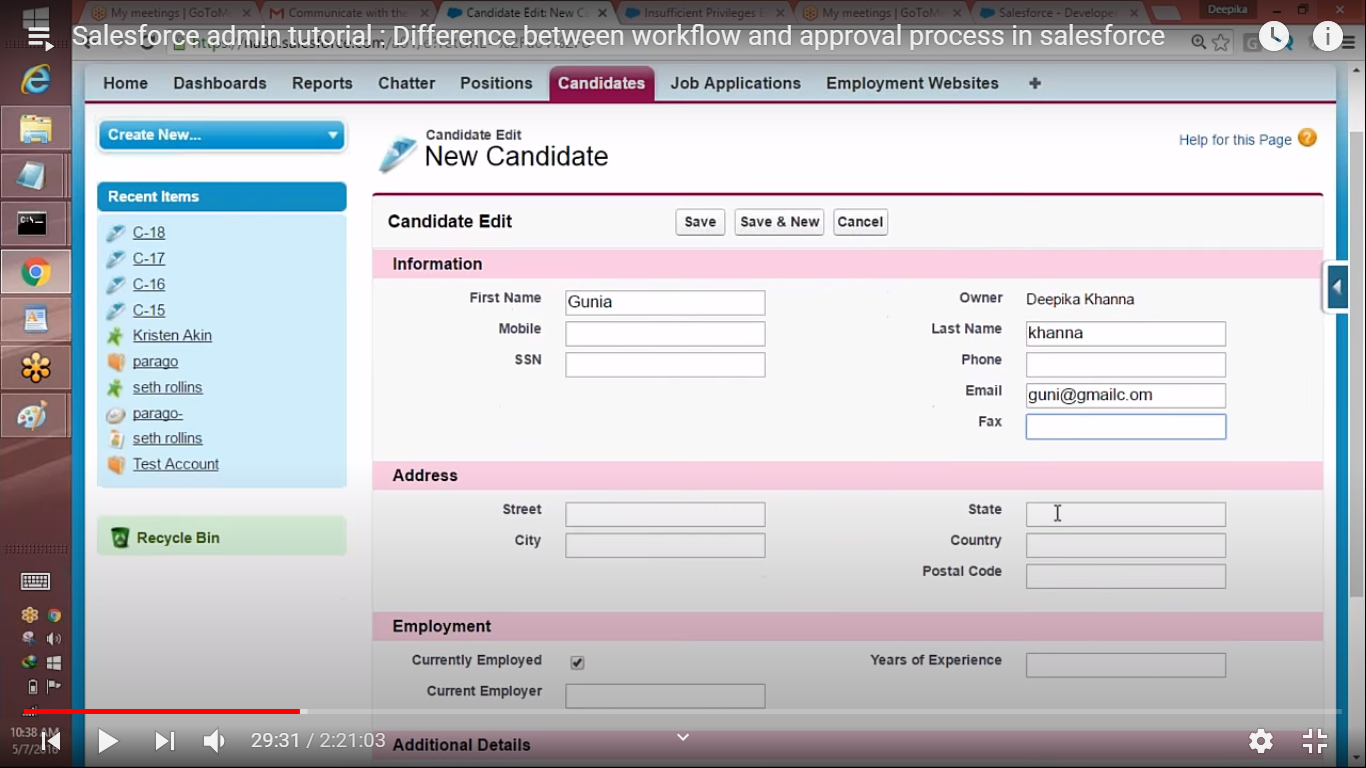 My meetings | GoToM
Communicate with the
Candidate Edit: New C
Insufficient Privileges E
My meetings | GoToM
Salesforce - Developer
Deepika
Salesforce admin tutorial : Difference between workflow and approval process in salesforce
Home
Dashboards
Reports
Chatter
Positions
Candidates
Job Applications
Employment Websites
+
Create New...
Candidate Edit
New Candidate
Help for this Page ?
Recent Items
C-18
C-17
C-16
C-15
Kristen Akin
parago
seth rollins
parago-
seth rollins
Test Account
Recycle Bin
Candidate Edit
Save
Save & New
Cancel
Information
First Name Gunia
Owner Deepika Khanna
Mobile
Last Name khanna
SSN
Phone
Email guni@gmailc.om
Fax
Address
Street
State
City
Country
Postal Code
Employment
Currently Employed
Years of Experience
Current Employer
Additional Details
10:38 AM
29:31 / 2:21:03